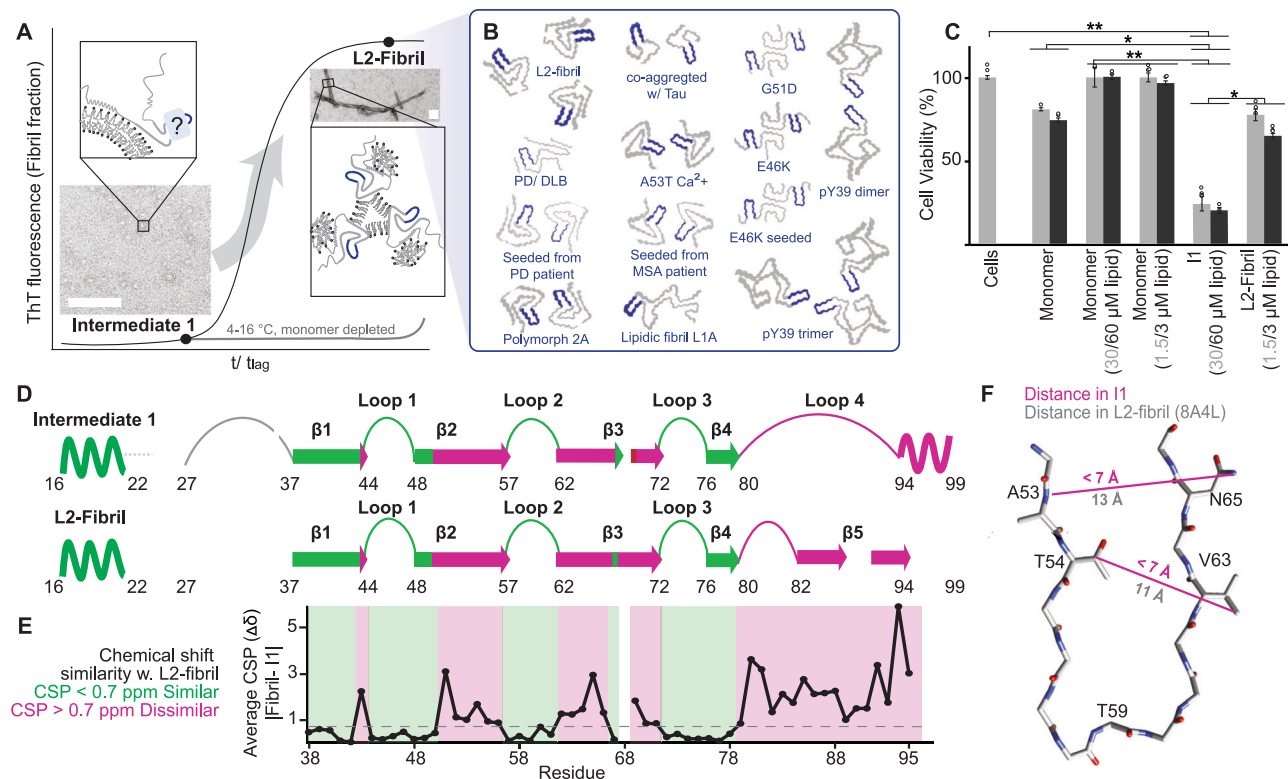 A
ThT fluorescence (Fibril fraction)
?
L2-Fibril
Intermediate 1
4-16 °C, monomer depleted
t/ tlag
B
L2-fibril
co-aggregted
w/ Tau
G51D
PD/ DLB
A53T Ca²⁺
E46K
pY39 dimer
Seeded from
PD patient
Seeded from
MSA patient
E46K seeded
Polymorph 2A
Lipidic fibril L1A
pY39 trimer
C
Cell Viability (%)
100
50
**
*
**
*
Cells
Monomer
Monomer
(30/60 µM lipid)
Monomer
(1.5/3 µM lipid)
I1
(30/60 µM lipid)
L2-Fibril
(1.5/3 µM lipid)
D
Intermediate 1
Loop 1
Loop 2
Loop 3
Loop 4
β1
β2
β3
β4
16
22
27
37
44
48
57
62
72
76
80
94
99
L2-Fibril
Loop 1
Loop 2
Loop 3
β1
β2
β3
β4
β5
16
22
27
37
44
48
57
62
72
76
80
82
94
99
E
Chemical shift
similarity w. L2-fibril
CSP < 0.7 ppm Similar
CSP > 0.7 ppm Dissimilar
Average CSP (Δδ)
|Fibril- I1|
5
3
1
38
48
58
68
78
88
95
Residue
F
Distance in I1
Distance in L2-fibril (8A4L)
A53
< 7 Å
13 Å
N65
T54
<7 Å
11 Å
V63
T59